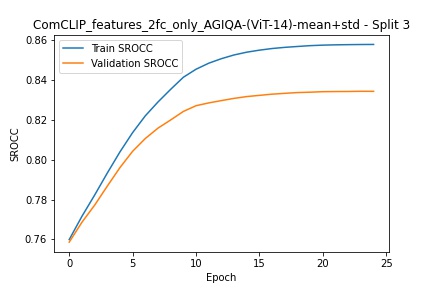 ComCLIP_features_2fc_only_AGIQA-(ViT-14)-mean+std - Split 3
Train SROCC
Validation SROCC
SROCC
0.86
0.84
0.82
0.80
0.78
0.76
0 5 10 15 20 25
Epoch